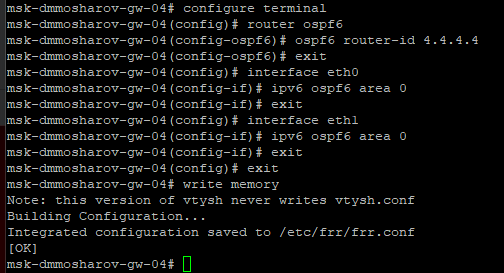 msk-dmmosharov-gw-04# configure terminal
msk-dmmosharov-gw-04(config)# router ospf6
msk-dmmosharov-gw-04(config-ospf6)# ospf6 router-id 4.4.4.4
msk-dmmosharov-gw-04(config-ospf6)# exit
msk-dmmosharov-gw-04(config)# interface eth0
msk-dmmosharov-gw-04(config-if)# ipv6 ospf6 area 0
msk-dmmosharov-gw-04(config-if)# exit
msk-dmmosharov-gw-04(config)# interface eth1
msk-dmmosharov-gw-04(config-if)# ipv6 ospf6 area 0
msk-dmmosharov-gw-04(config-if)# exit
msk-dmmosharov-gw-04(config)# exit
msk-dmmosharov-gw-04# write memory
Note: this version of vtysh never writes vtysh.conf
Building Configuration...
Integrated configuration saved to /etc/frr/frr.conf
[OK]
msk-dmmosharov-gw-04#